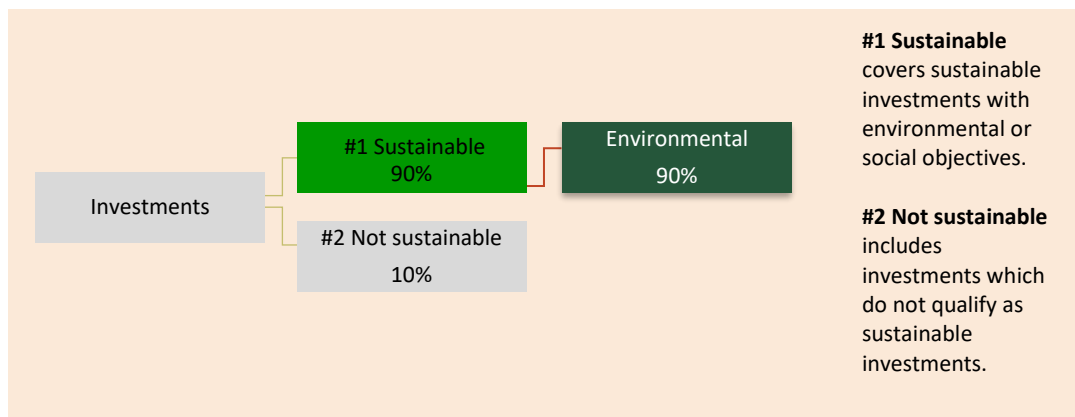 Investments
#1 Sustainable
90%
#2 Not sustainable
10%
Environmental
90%
#1 Sustainable
covers sustainable
investments with
environmental or
social objectives.
#2 Not sustainable
includes
investments which
do not qualify as
sustainable
investments.